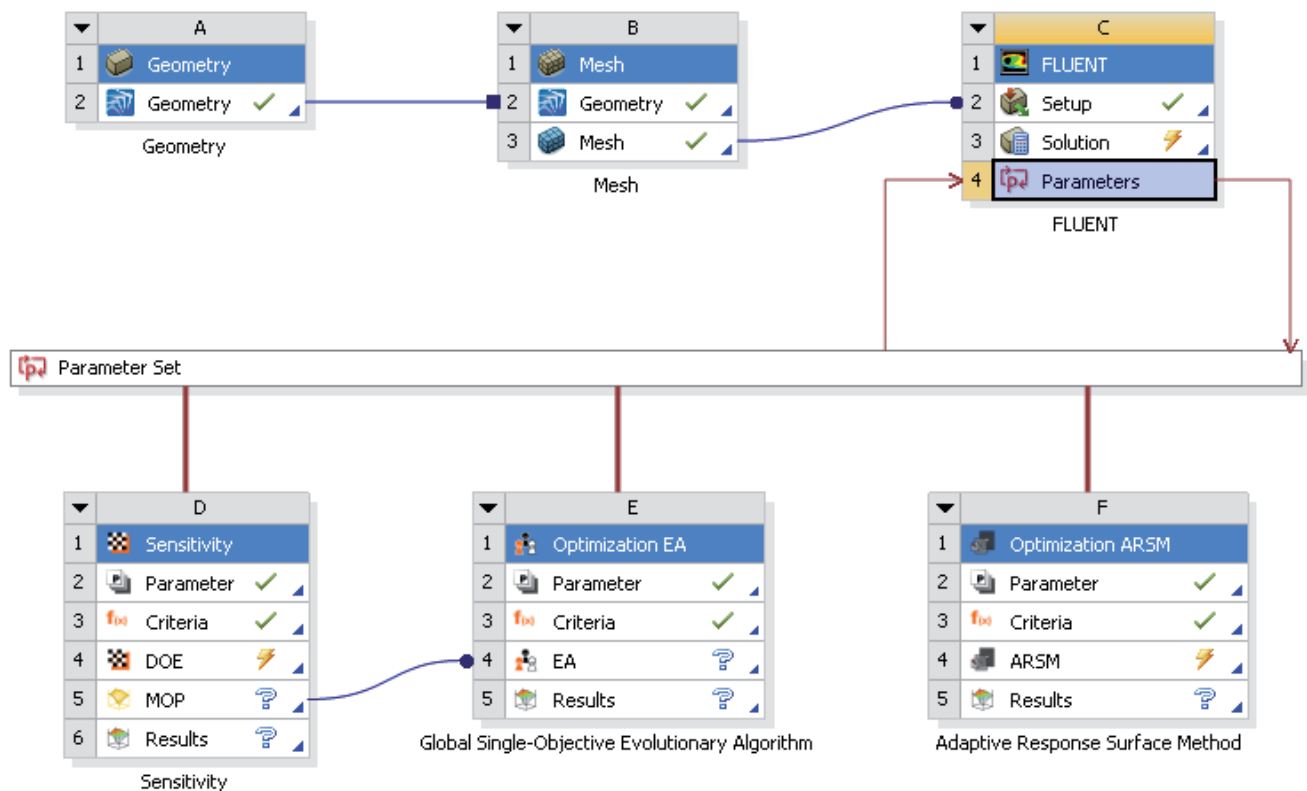 A
1 Geometry
2 Geometry
Geometry
B
1 Mesh
2 Geometry
3 Mesh
Mesh
C
1 FLUENT
2 Setup
3 Solution
4 Parameters
FLUENT
Parameter Set
D
1 Sensitivity
2 Parameter
3 Criteria
4 DOE
5 MOP
6 Results
Sensitivity
E
1 Optimization EA
2 Parameter
3 Criteria
4 EA
5 Results
Global Single-Objective Evolutionary Algorithm
F
1 Optimization ARSM
2 Parameter
3 Criteria
4 ARSM
5 Results
Adaptive Response Surface Method